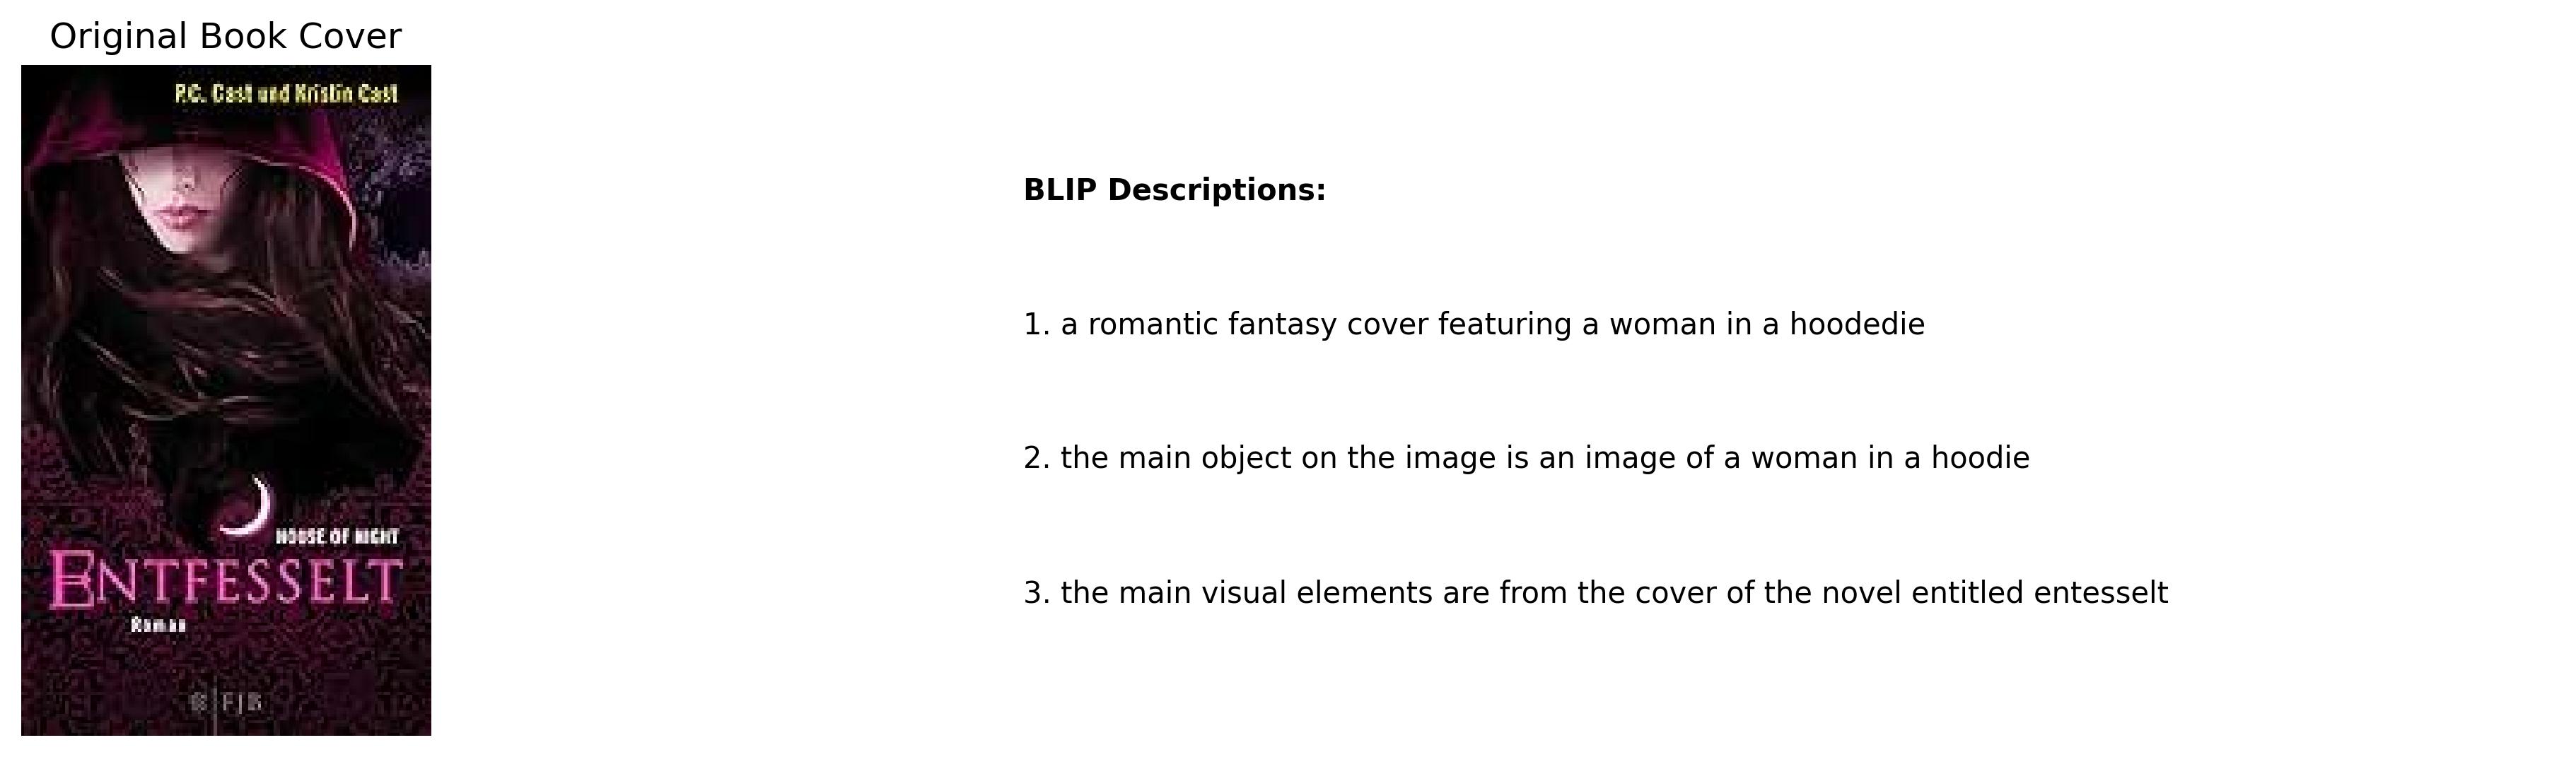 Original Book Cover
P.C. Cast und Kristin Cast
HOUSE OF NIGHT
ENTFESSELT
Roman
FJB
BLIP Descriptions:
1. a romantic fantasy cover featuring a woman in a hoodedie
2. the main object on the image is an image of a woman in a hoodie
3. the main visual elements are from the cover of the novel entitled entesselt